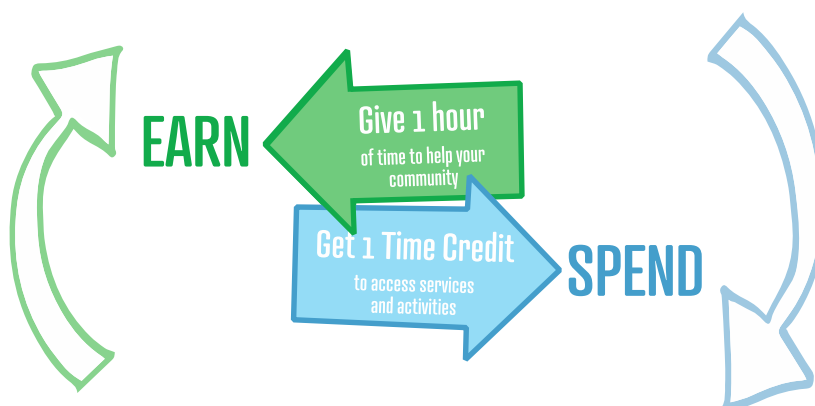 EARN
Give 1 hour
of time to help your
community
Get 1 Time Credit
to access services
and activities
SPEND